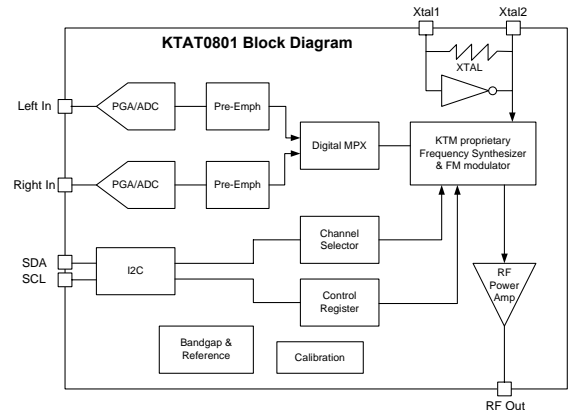 Xtal1
Xtal2
KTAT0801 Block Diagram
XTAL
Left In
PGA/ADC
Pre-Emph
Digital MPX
KTM proprietary
Frequency Synthesizer
& FM modulator
Right In
PGA/ADC
Pre-Emph
Channel
Selector
SDA
SCL
I2C
RF
Power
Amp
Control
Register
Bandgap &
Reference
Calibration
RF Out